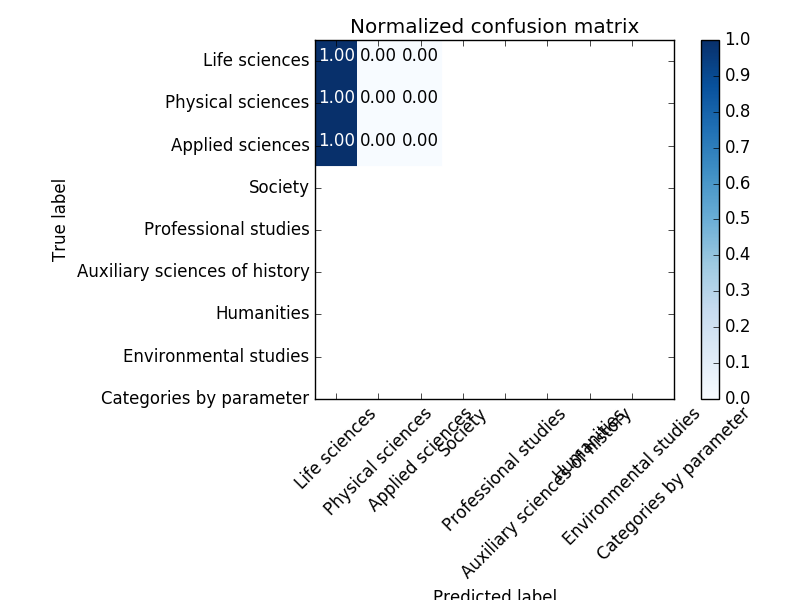 Normalized confusion matrix
Life sciences 1.00 0.00 0.00
Physical sciences 1.00 0.00 0.00
Applied sciences 1.00 0.00 0.00
Society
Professional studies
Auxiliary sciences of history
Humanities
Environmental studies
Categories by parameter
True label
Life sciences
Physical sciences
Applied sciences
Society
Professional studies
Auxiliary sciences of history
Humanities
Environmental studies
Categories by parameter
Predicted label
1.0
0.9
0.8
0.7
0.6
0.5
0.4
0.3
0.2
0.1
0.0